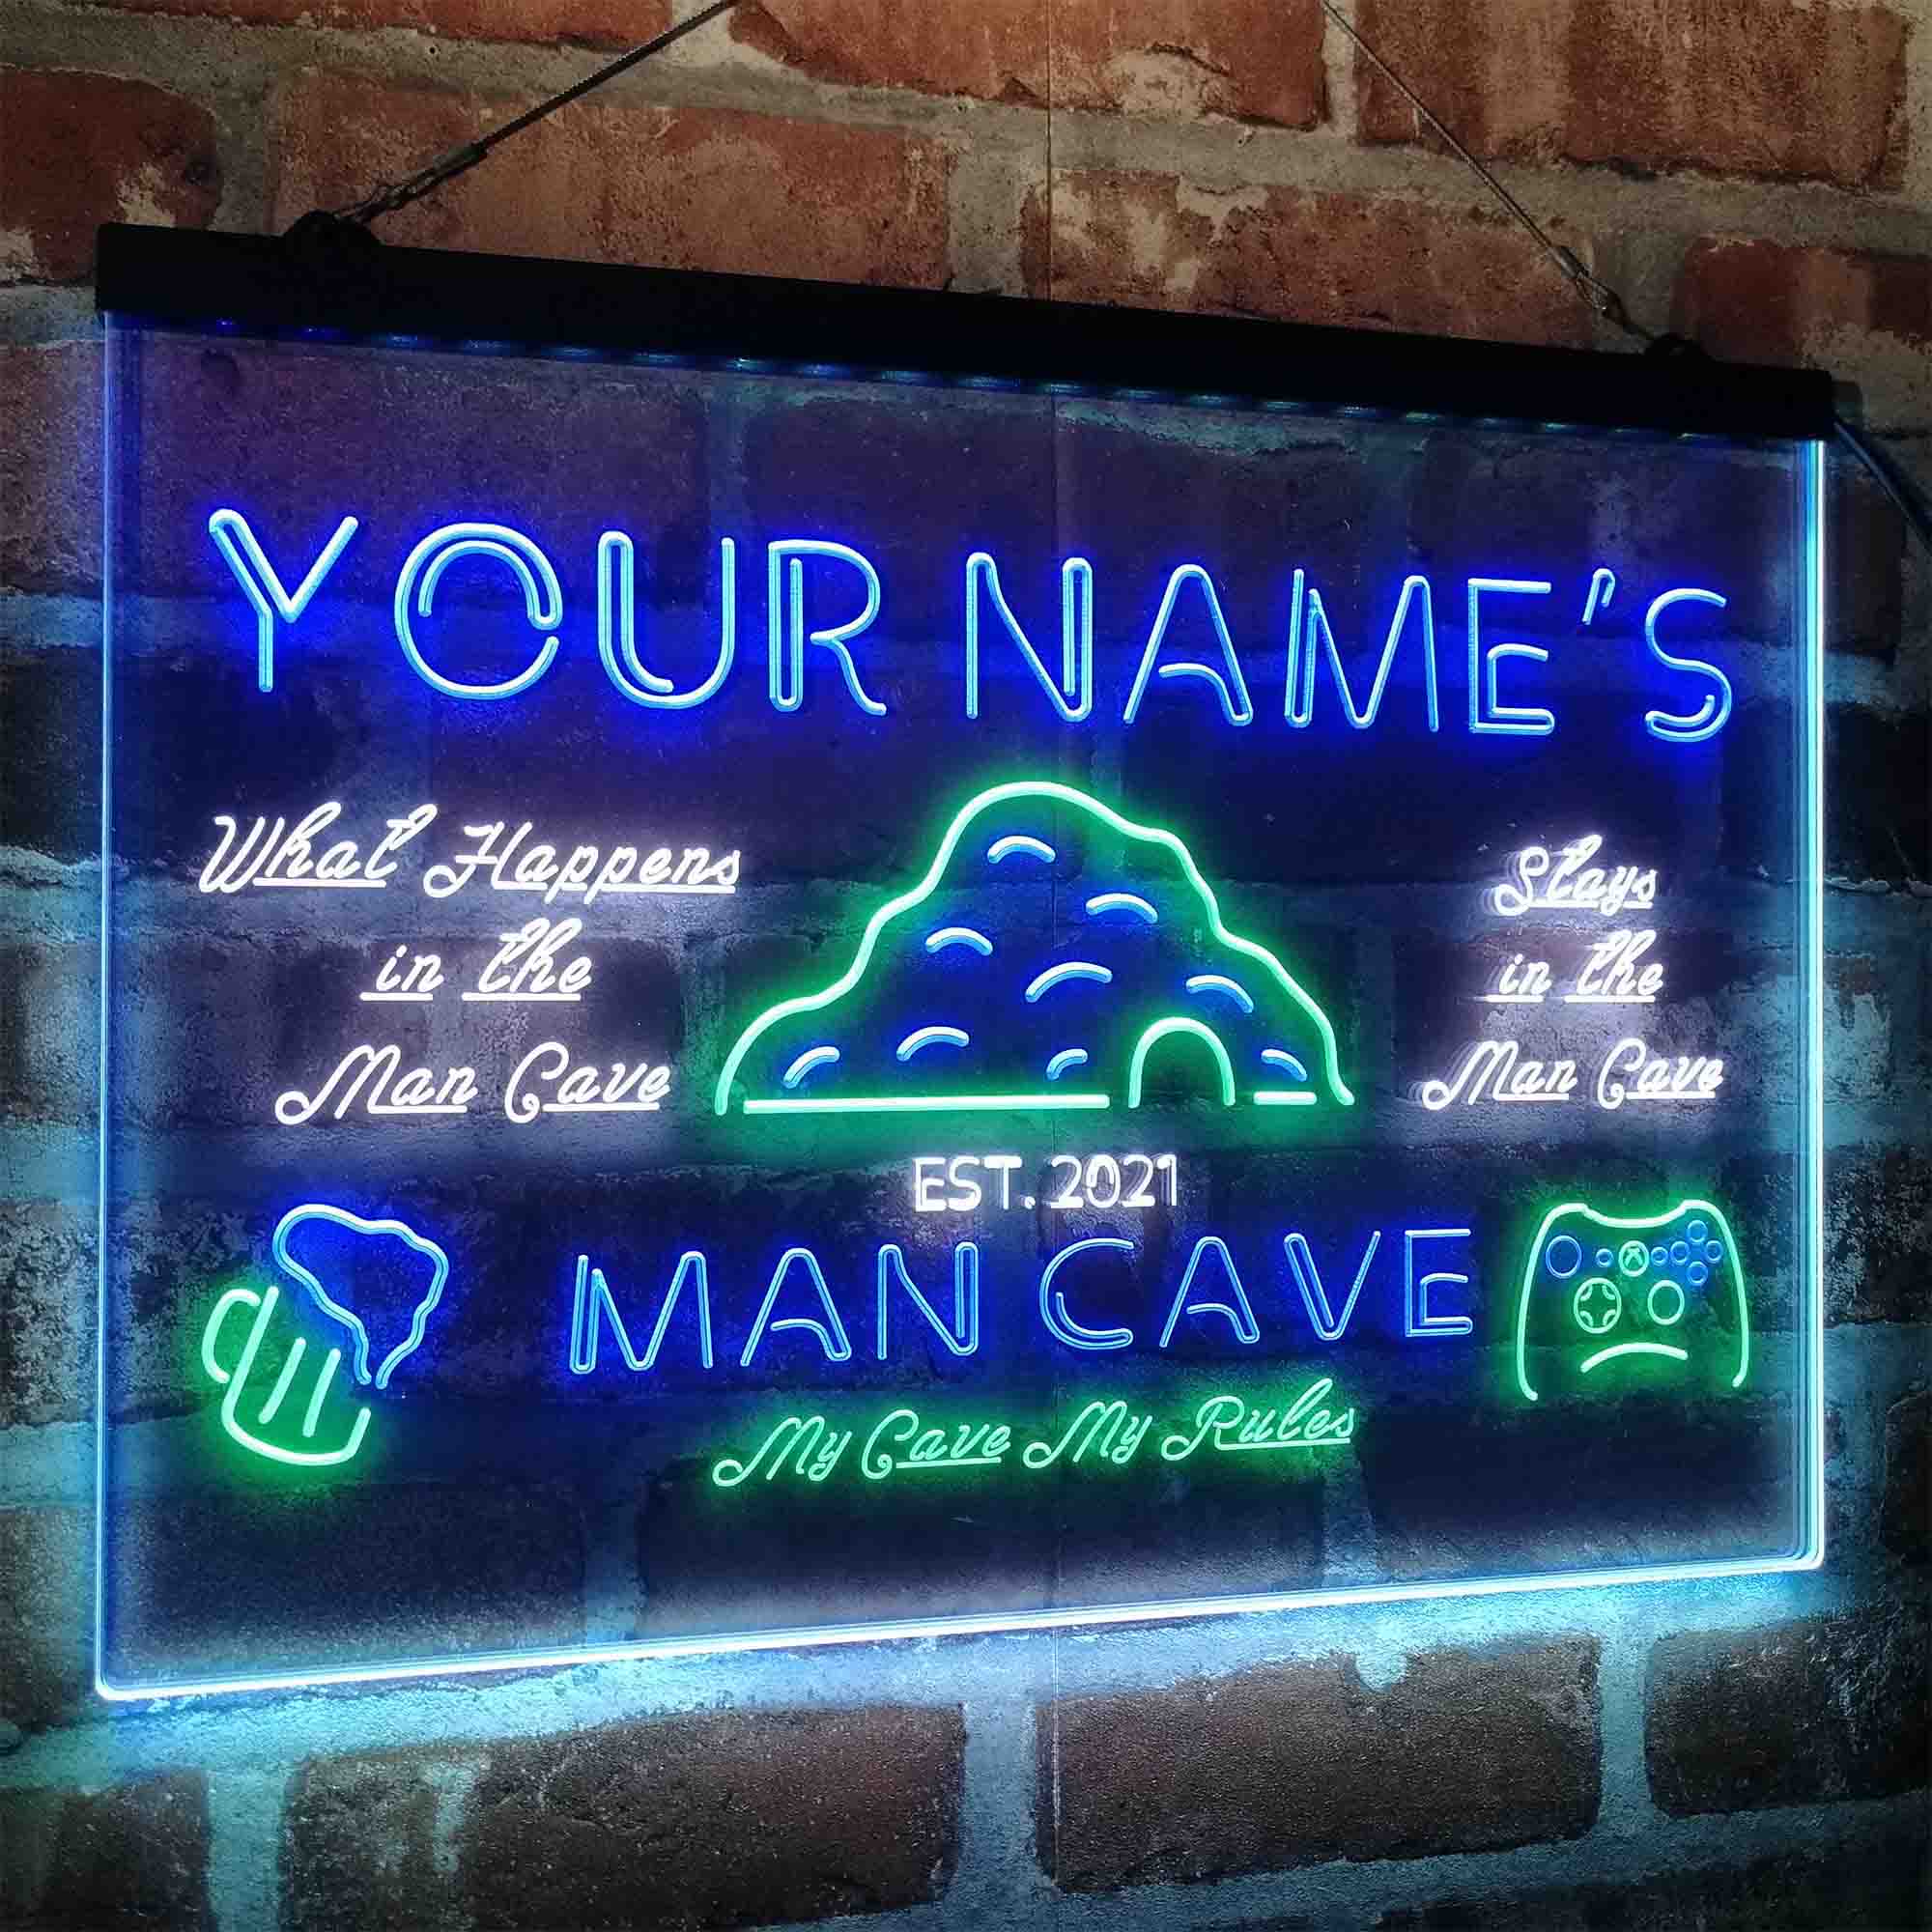 YOUR NAME'S
What Happens
in the
Man Cave
Stays
in the
Man Cave
EST. 2021
MAN CAVE
My Cave My Rules